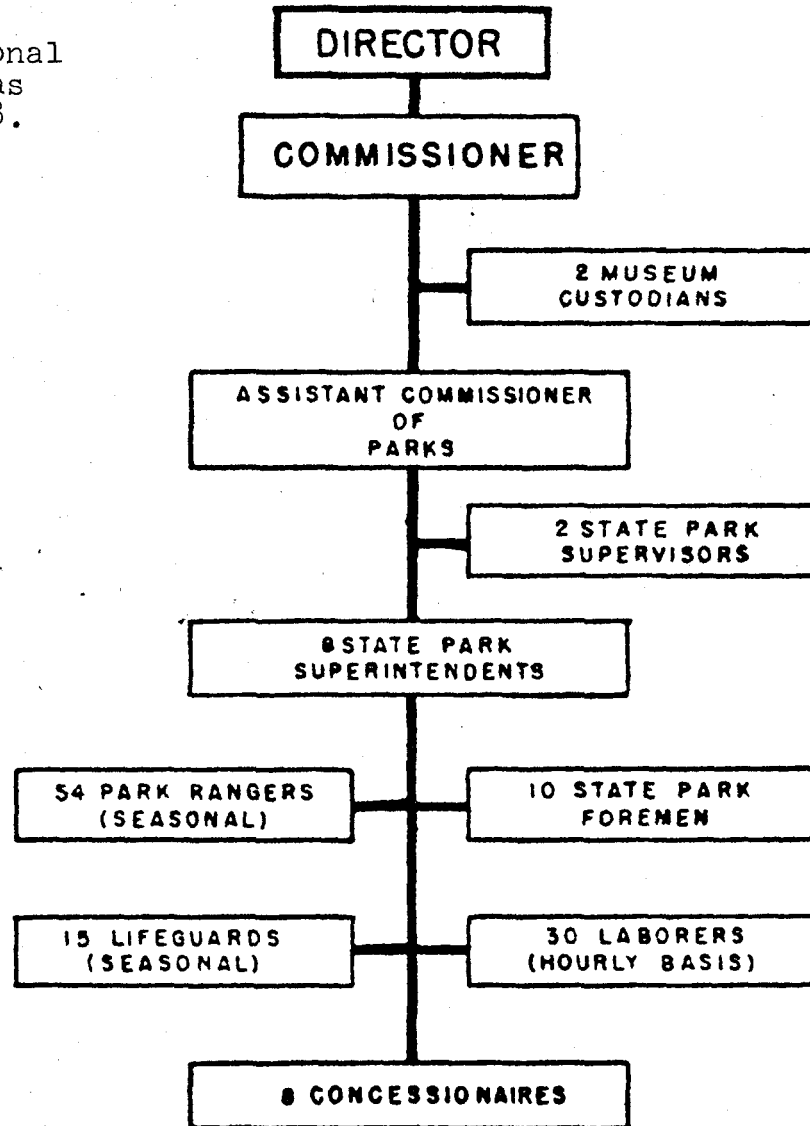 onal
as
8.
DIRECTOR
COMMISSIONER
2 MUSEUM
CUSTODIANS
ASSISTANT COMMISSIONER
OF
PARKS
2 STATE PARK
SUPERVISORS
8 STATE PARK
SUPERINTENDENTS
54 PARK RANGERS
(SEASONAL)
10 STATE PARK
FOREMEN
15 LIFEGUARDS
(SEASONAL)
30 LABORERS
(HOURLY BASIS)
8 CONCESSIONAIRES